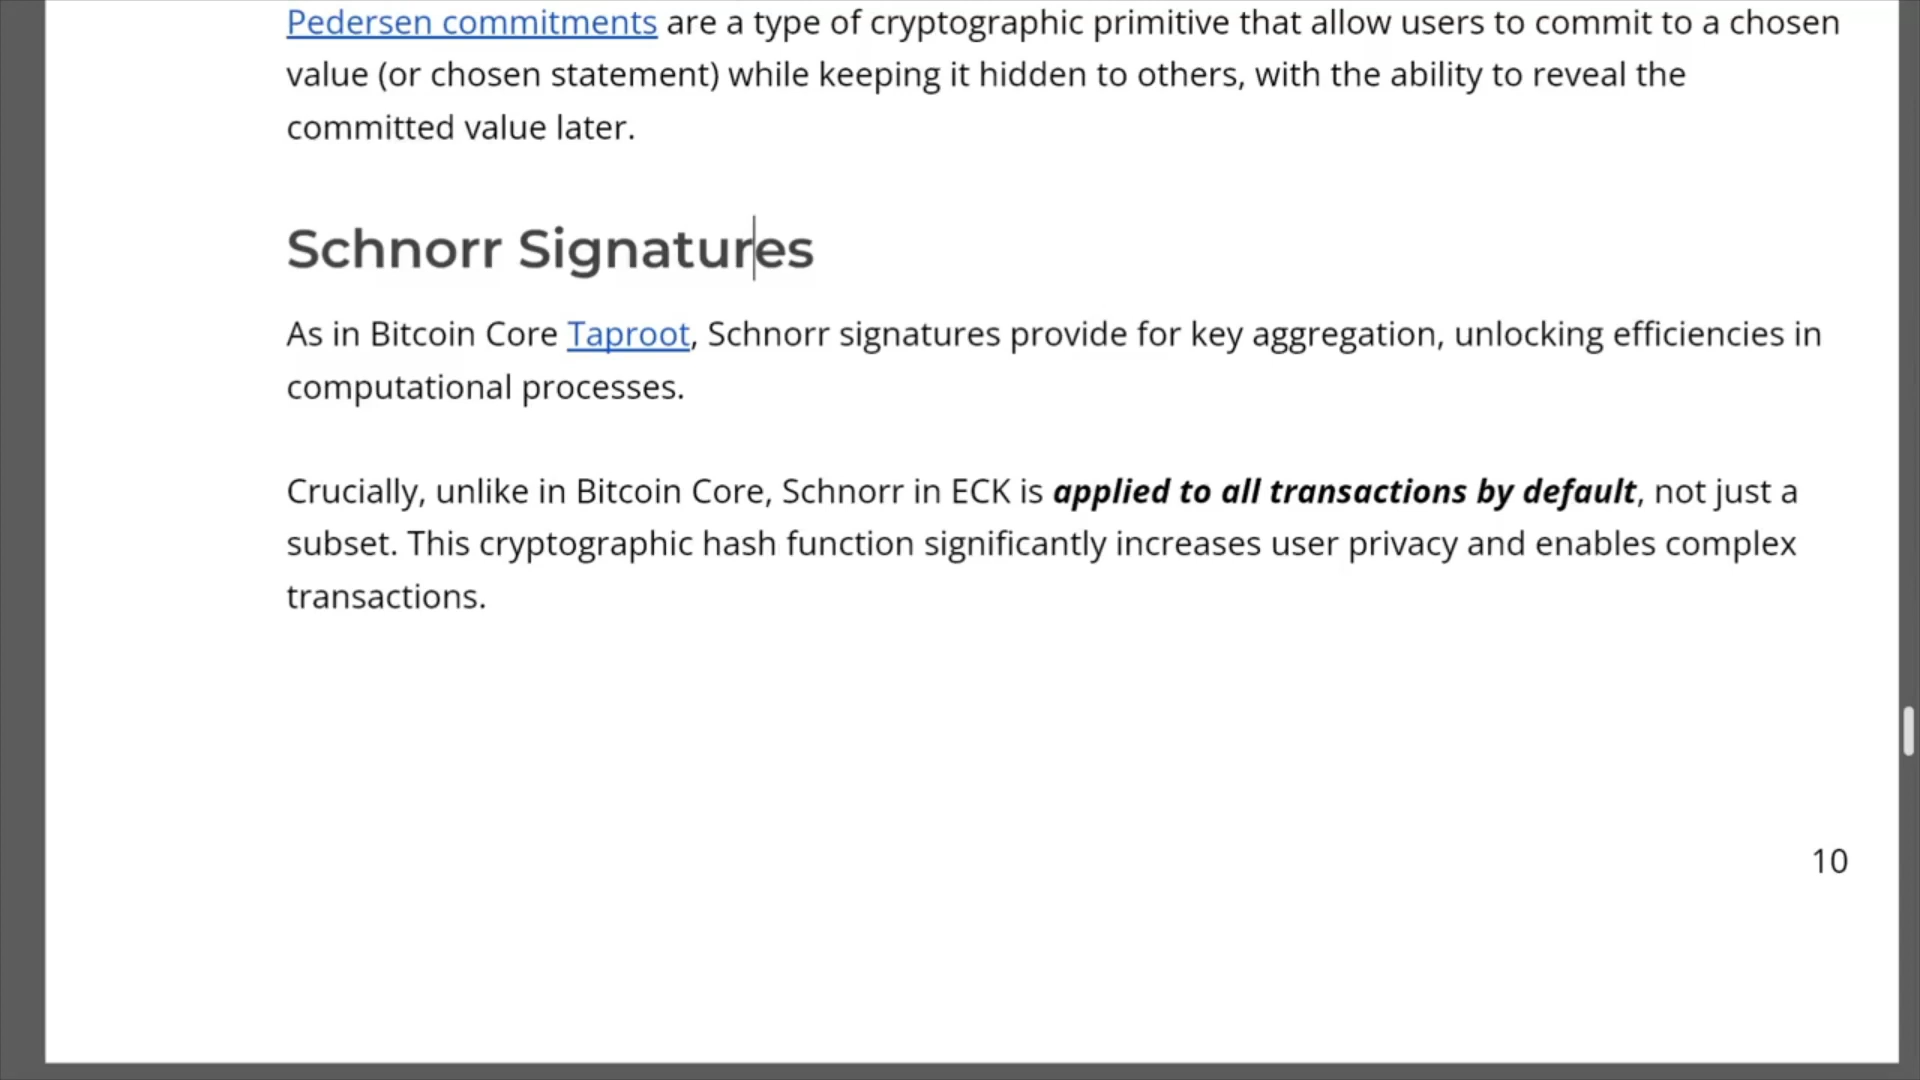 Pedersen commitments are a type of cryptographic primitive that allow users to commit to a chosen
value (or chosen statement) while keeping it hidden to others, with the ability to reveal the
committed value later.
Schnorr Signatures
As in Bitcoin Core Taproot, Schnorr signatures provide for key aggregation, unlocking efficiencies in
computational processes.
Crucially, unlike in Bitcoin Core, Schnorr in ECK is applied to all transactions by default, not just a
subset. This cryptographic hash function significantly increases user privacy and enables complex
transactions.
10